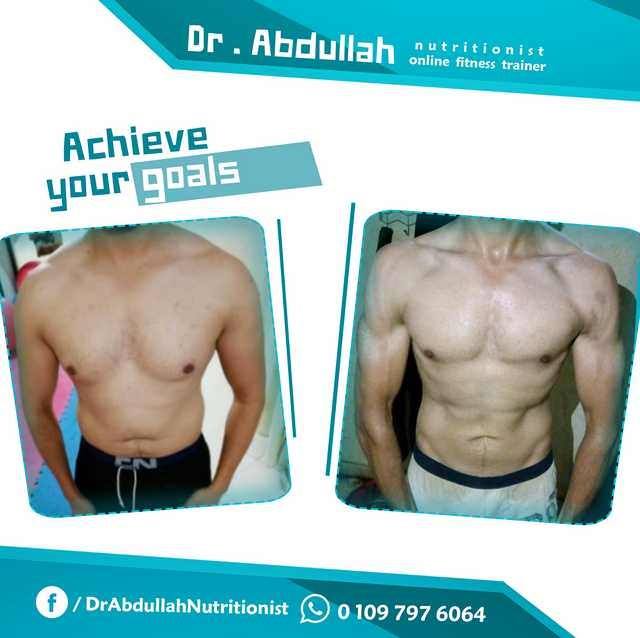 Dr . Abdullah
nutritionist
online fitness trainer
Achieve
your goals
/ DrAbdullahNutritionist
0 109 797 6064